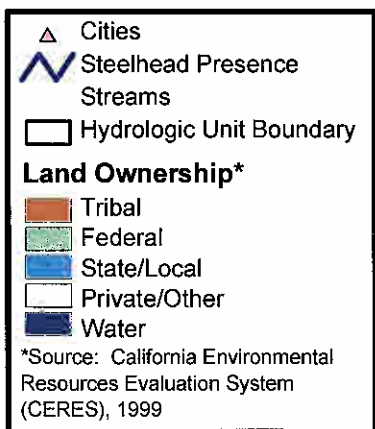 Cities
Steelhead Presence
Streams
Hydrologic Unit Boundary
Land Ownership*
Tribal
Federal
State/Local
Private/Other
Water
*Source: California Environmental
Resources Evaluation System
(CERES), 1999